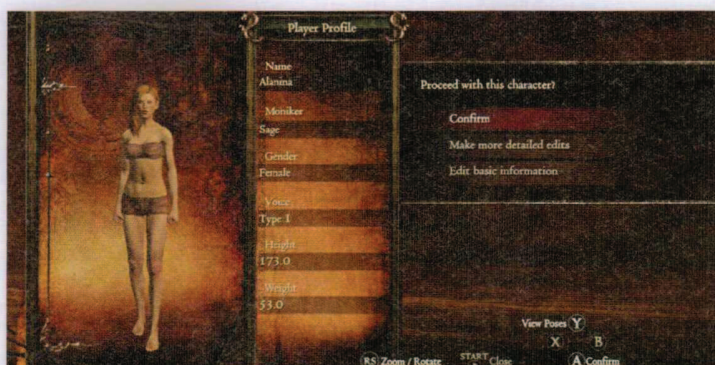 Player Profile
Name
Alanina
Moniker
Sage
Gender
Female
Voice
Type 1
Height
173.0
Weight
53.0
Proceed with this character?
Confirm
Make more detailed edits
Edit basic information
View Poses Y
X B
RS Zoom / Rotate START Close A Confirm